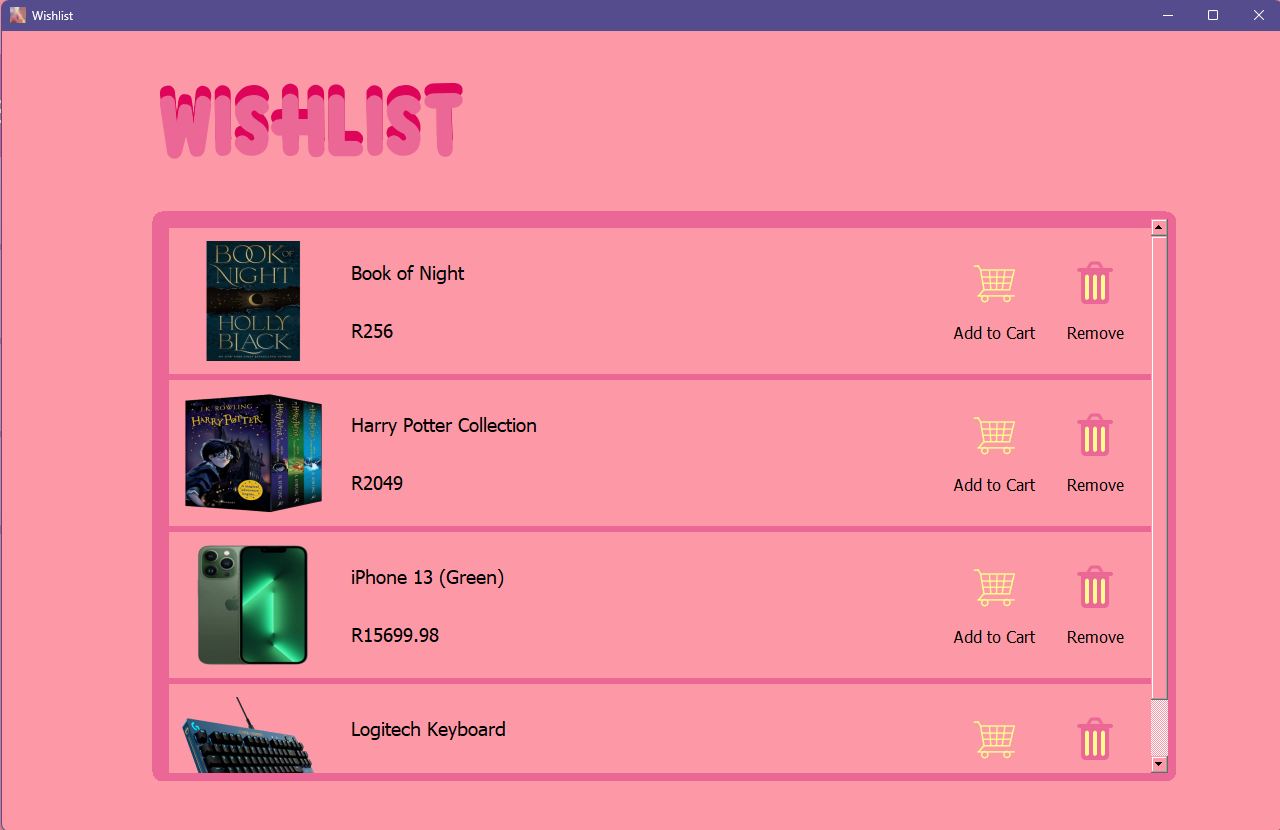 Wishlist
WISHLIST
BOOK OF
NIGHT
HOLLY
BLACK
Book of Night
R256
Add to Cart
Remove
J.K. ROWLING
HARRY POTTER
Harry Potter Collection
R2049
Add to Cart
Remove
iPhone 13 (Green)
R15699.98
Add to Cart
Remove
Logitech Keyboard